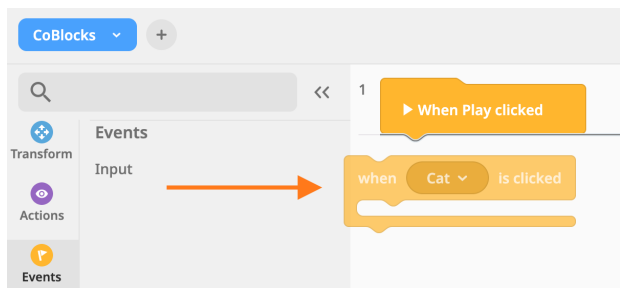 CoBlocks
+
1
Transform
Actions
Events
Events
Input
When Play clicked
when Cat is clicked